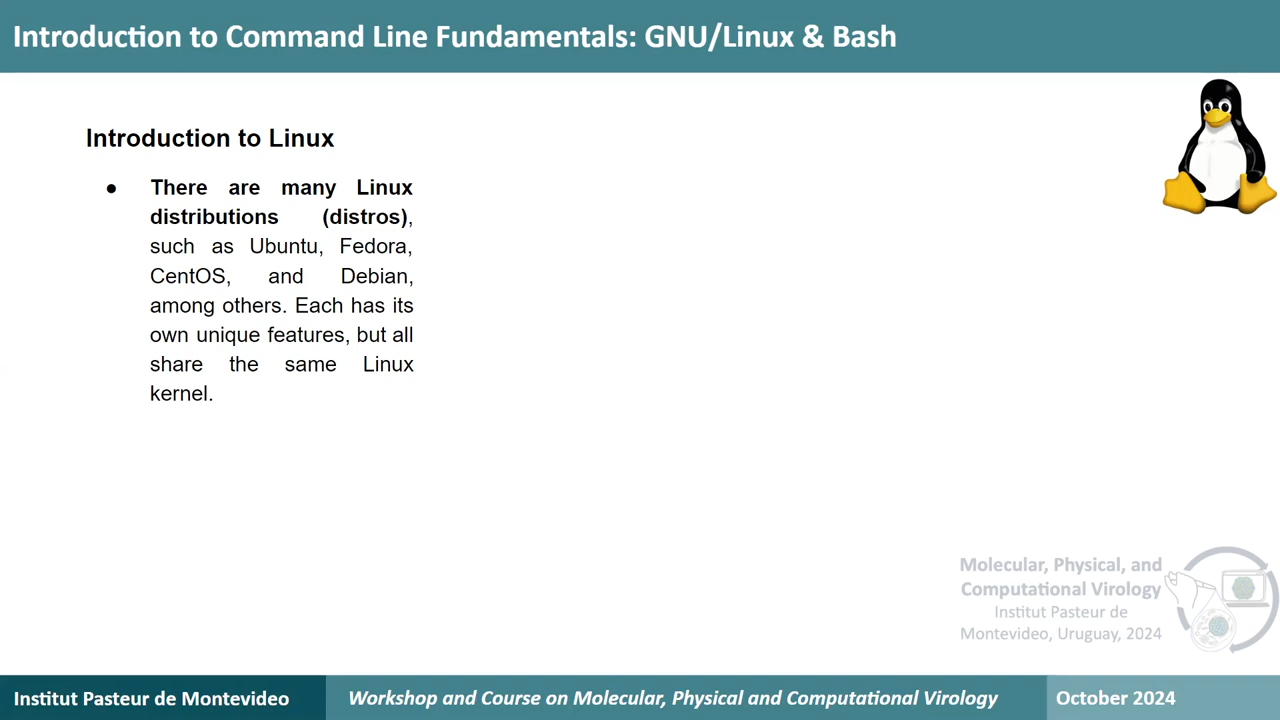 Introduction to Command Line Fundamentals: GNU/Linux & Bash
Introduction to Linux
● There are many Linux
distributions (distros),
such as Ubuntu, Fedora,
CentOS, and Debian,
among others. Each has its
own unique features, but all
share the same Linux
kernel.
Molecular, Physical, and
Computational Virology
Institut Pasteur de
Montevideo, Uruguay, 2024
Institut Pasteur de Montevideo
Workshop and Course on Molecular, Physical and Computational Virology
October 2024